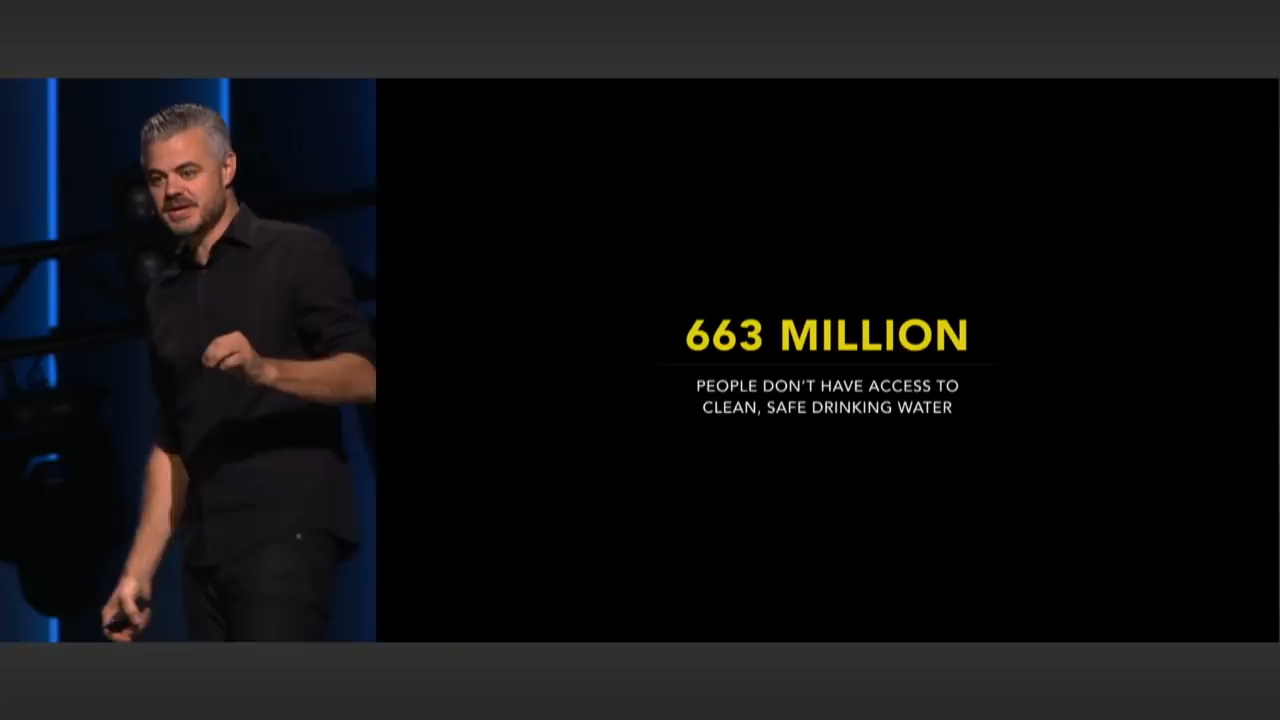 663 MILLION
PEOPLE DON'T HAVE ACCESS TO
CLEAN, SAFE DRINKING WATER